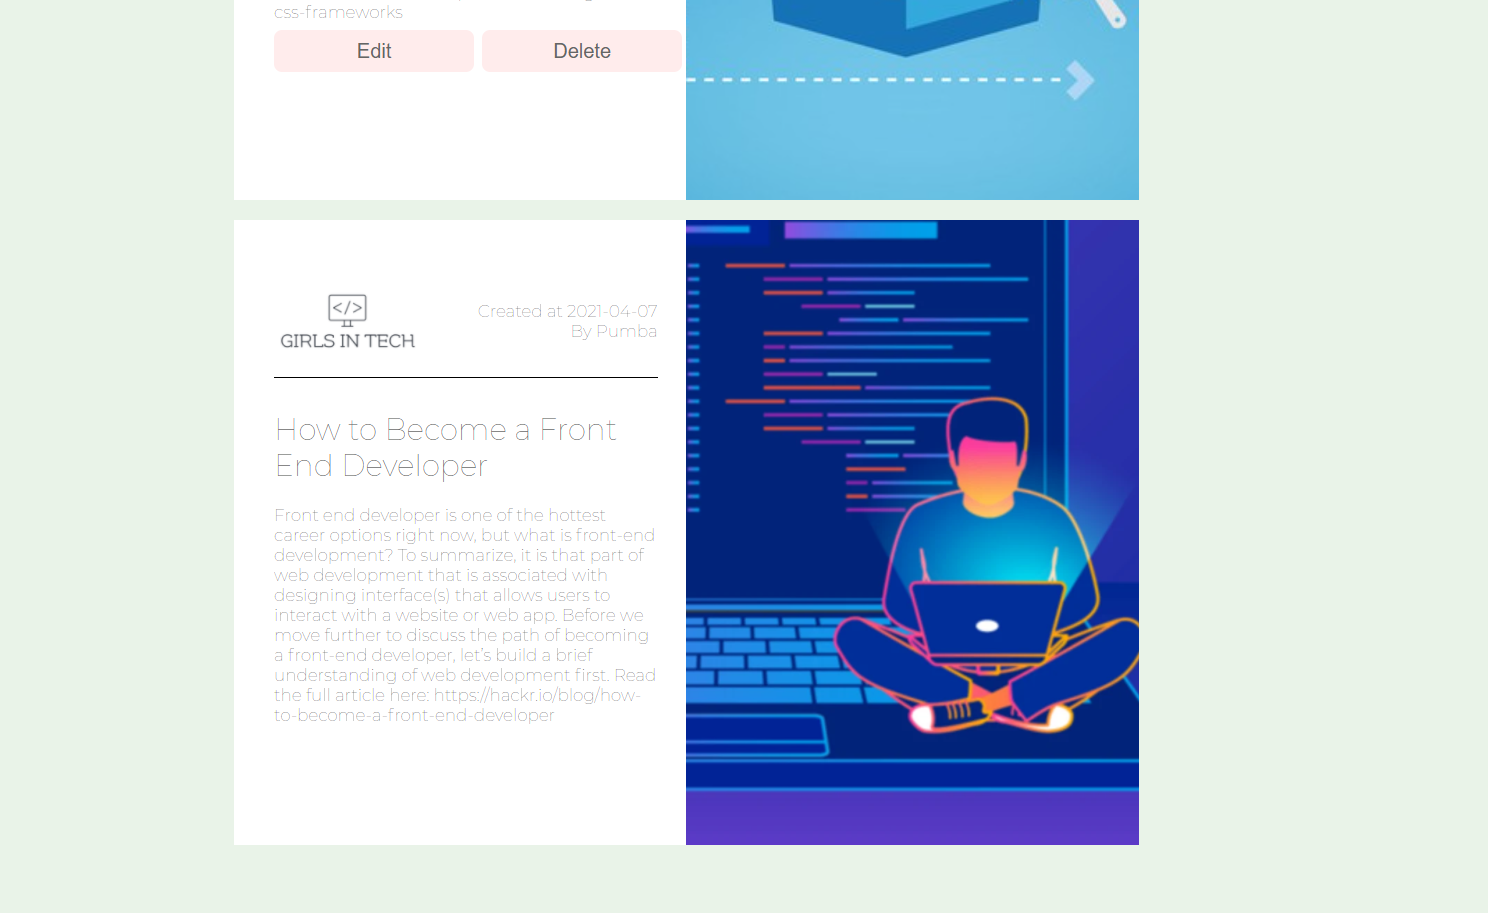 css-frameworks
Edit
Delete
</>
GIRLS IN TECH
Created at 2021-04-07
By Pumba
How to Become a Front
End Developer
Front end developer is one of the hottest
career options right now, but what is front-end
development? To summarize, it is that part of
web development that is associated with
designing interface(s) that allows users to
interact with a website or web app. Before we
move further to discuss the path of becoming
a front-end developer, let's build a brief
understanding of web development first. Read
the full article here: https://hackr.io/blog/how-
to-become-a-front-end-developer